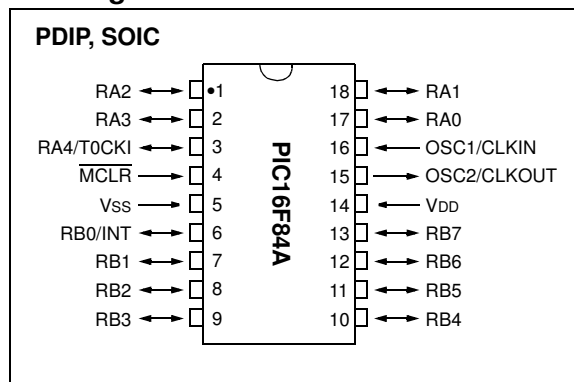 PDIP, SOIC
RA2 •1 18 RA1
RA3 2 17 RA0
RA4/T0CKI 3 16 OSC1/CLKIN
MCLR 4 15 OSC2/CLKOUT
VSS 5 14 VDD
RB0/INT 6 13 RB7
RB1 7 12 RB6
RB2 8 11 RB5
RB3 9 10 RB4
PIC16F84A